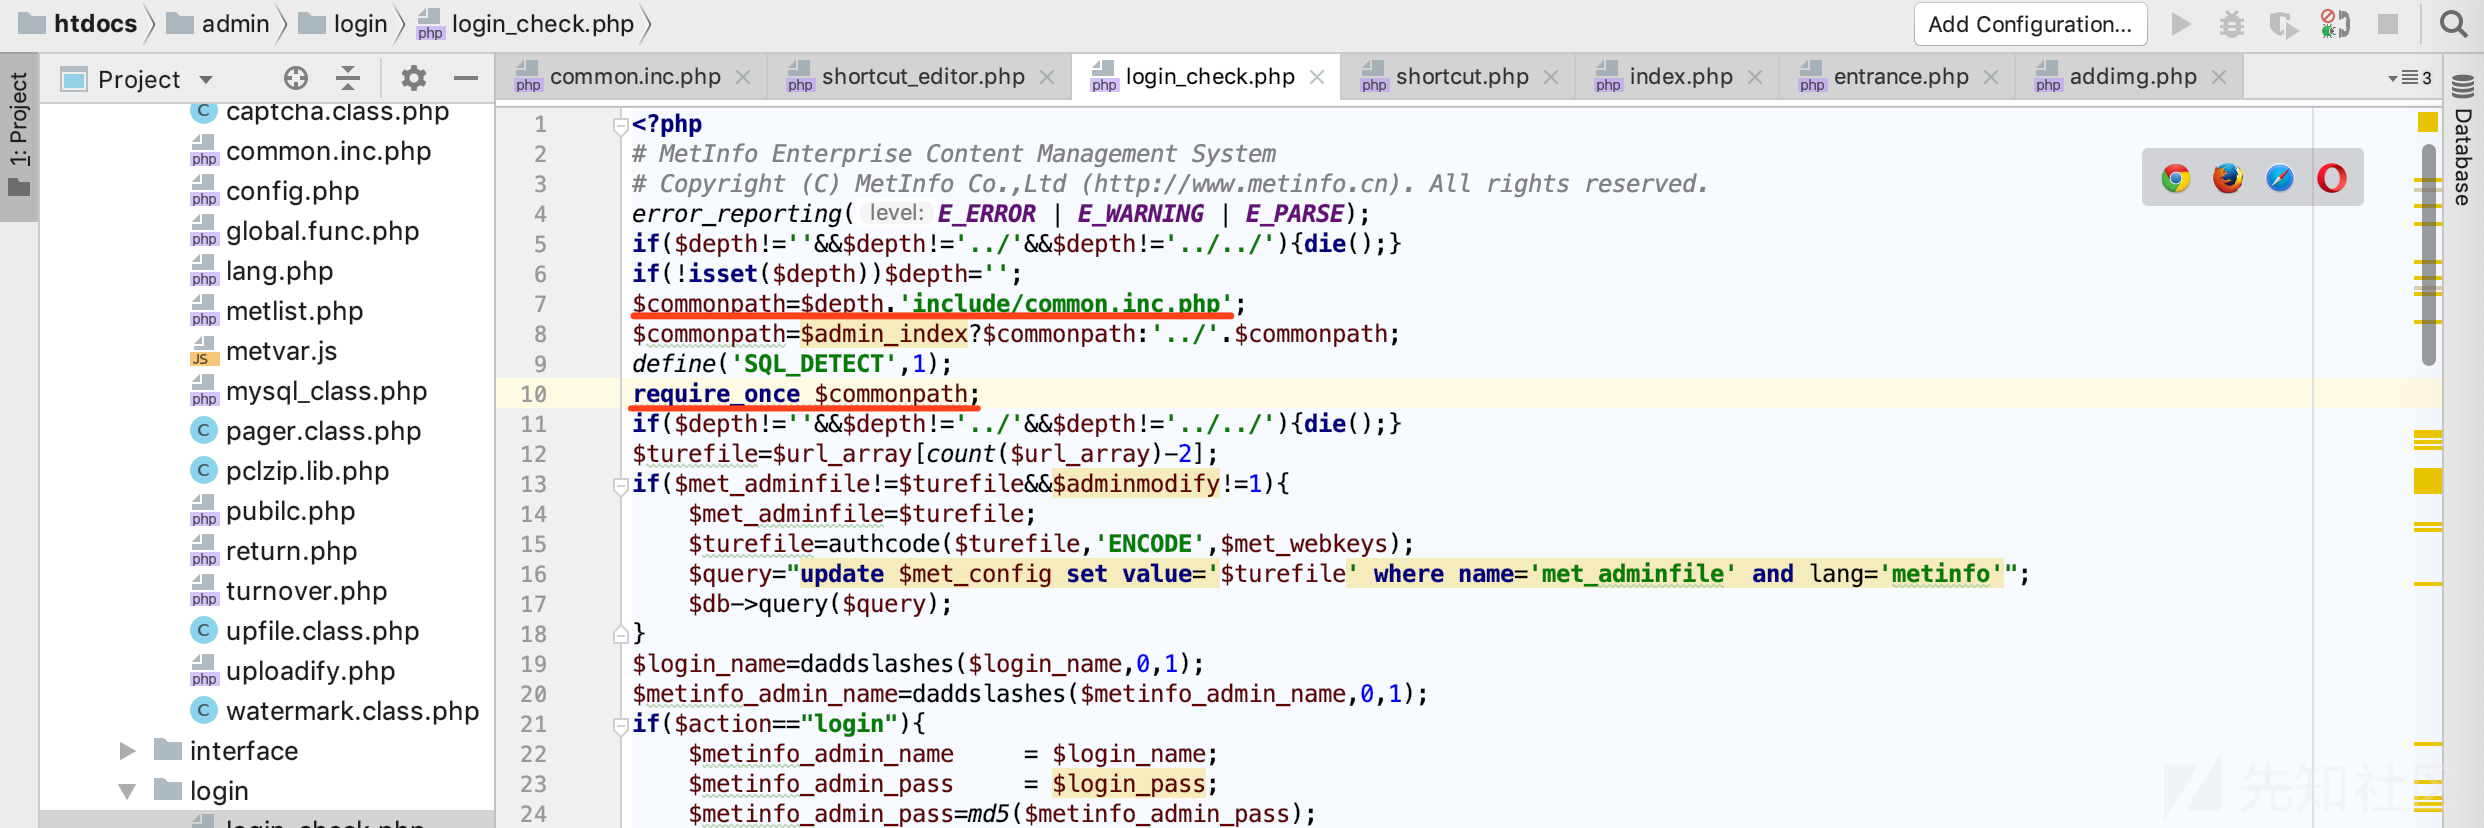 htdocs admin login login_check.php Add Configuration...
1: Project
Project
captcha.class.php
common.inc.php
config.php
global.func.php
lang.php
metlist.php
metvar.js
mysql_class.php
pager.class.php
pclzip.lib.php
pubilc.php
return.php
turnover.php
upfile.class.php
uploadify.php
watermark.class.php
interface
login
login_check.php
common.inc.php shortcut_editor.php login_check.php shortcut.php index.php entrance.php addimg.php 3
1 <?php
2 # MetInfo Enterprise Content Management System
3 # Copyright (C) MetInfo Co.,Ltd (http://www.metinfo.cn). All rights reserved.
4 error_reporting( level: E_ERROR | E_WARNING | E_PARSE);
5 if($depth!=''&&$depth!='../'&&$depth!='../../'){die();}
6 if(!isset($depth))$depth='';
7 $commonpath=$depth.'include/common.inc.php';
8 $commonpath=$admin_index?$commonpath:'../'.$commonpath;
9 define('SQL_DETECT',1);
10 require_once $commonpath;
11 if($depth!=''&&$depth!='../'&&$depth!='../../'){die();}
12 $turefile=$url_array[count($url_array)-2];
13 if($met_adminfile!=$turefile&&$adminmodify!=1){
14 $met_adminfile=$turefile;
15 $turefile=authcode($turefile,'ENCODE',$met_webkeys);
16 $query="update $met_config set value='$turefile' where name='met_adminfile' and lang='metinfo'";
17 $db->query($query);
18 }
19 $login_name=daddslashes($login_name,0,1);
20 $metinfo_admin_name=daddslashes($metinfo_admin_name,0,1);
21 if($action=="login"){
22 $metinfo_admin_name = $login_name;
23 $metinfo_admin_pass = $login_pass;
24 $metinfo_admin_pass=md5($metinfo_admin_pass);
Database
先知社区